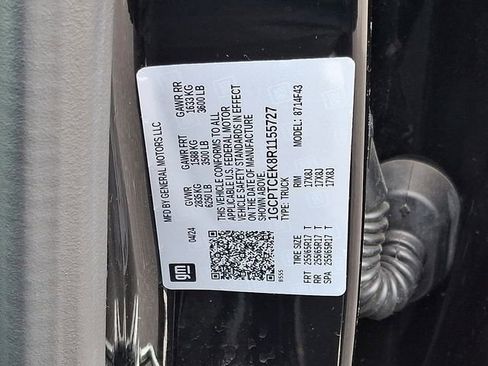 MFD BY GENERAL MOTORS LLC
04/24
GVWR GAWR FRT GAWR RR
2835 KG 1588 KG 1633 KG
6250 LB 3500 LB 3600 LB
THIS VEHICLE CONFORMS TO ALL
APPLICABLE U.S. FEDERAL MOTOR
VEHICLE SAFETY STANDARDS IN EFFECT
ON THE DATE OF MANUFACTURE
SHOWN ABOVE.
1GCPTCEK8R1155727
TYPE: TRUCK MODEL: 8714F43
TIRE SIZE RIM
FRT 255/65R17 T 17X8J
RR 255/65R17 T 17X8J
SPA 255/65R17 T 17X8J
gm